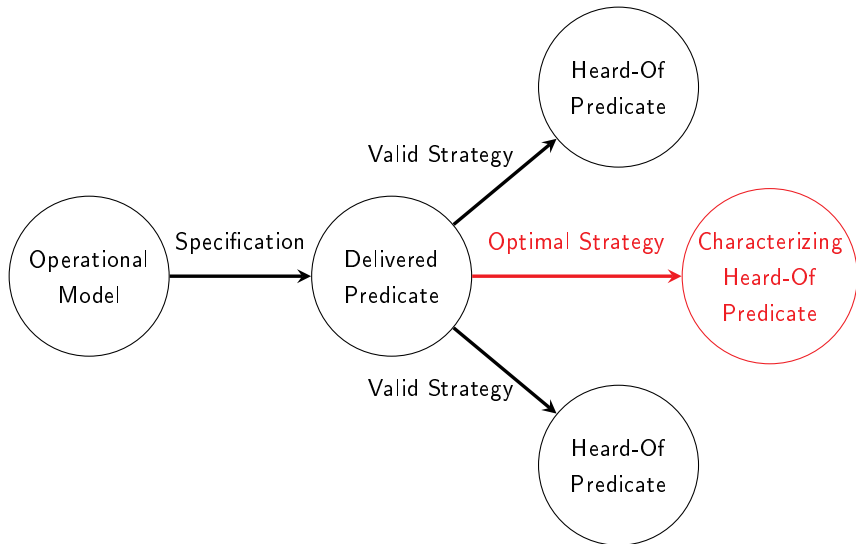 Heard-Of
Predicate
Valid Strategy
Operational
Model
Specification
Delivered
Predicate
Optimal Strategy
Characterizing
Heard-Of
Predicate
Valid Strategy
Heard-Of
Predicate